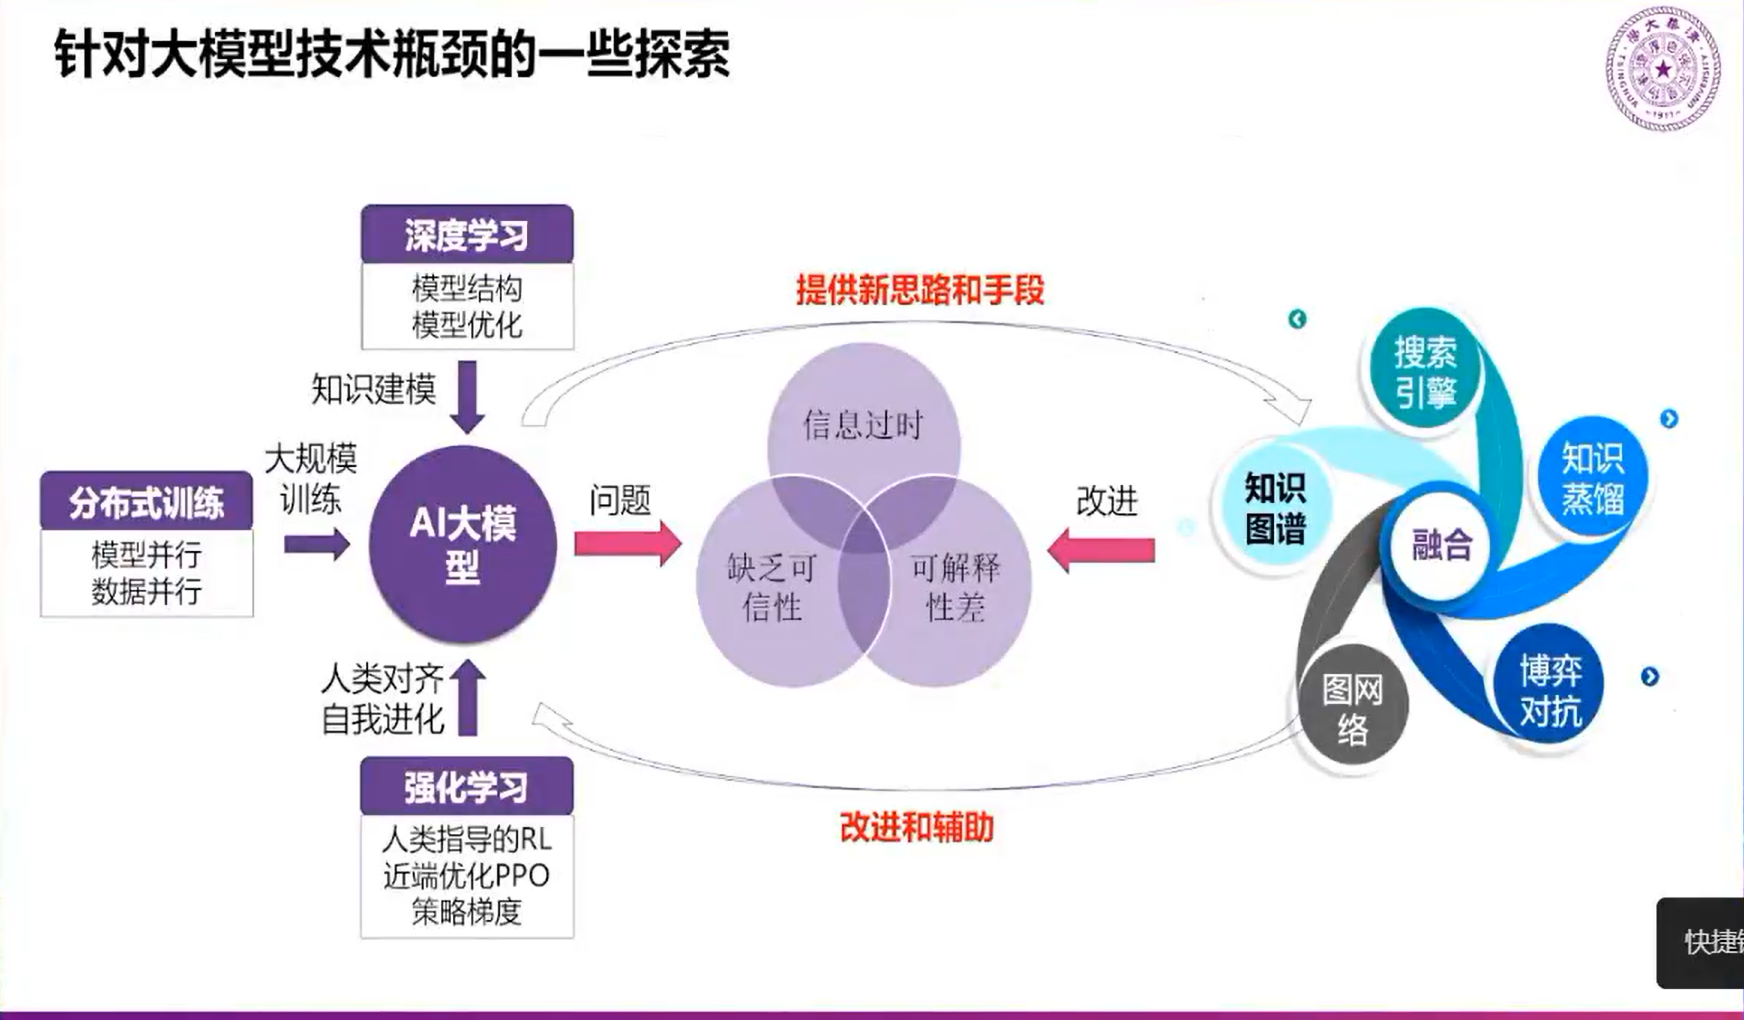 针对大模型技术瓶颈的一些探索
TSINGHUA UNIVERSITY
-1911-
深度学习
模型结构
模型优化
知识建模
提供新思路和手段
大规模
训练
分布式训练
模型并行
数据并行
AI大模
型
问题
信息过时
缺乏可
信性
可解释
性差
改进
搜索
引擎
知识
图谱
知识
蒸馏
融合
图网
络
博弈
对抗
人类对齐
自我进化
强化学习
人类指导的RL
近端优化PPO
策略梯度
改进和辅助
快捷